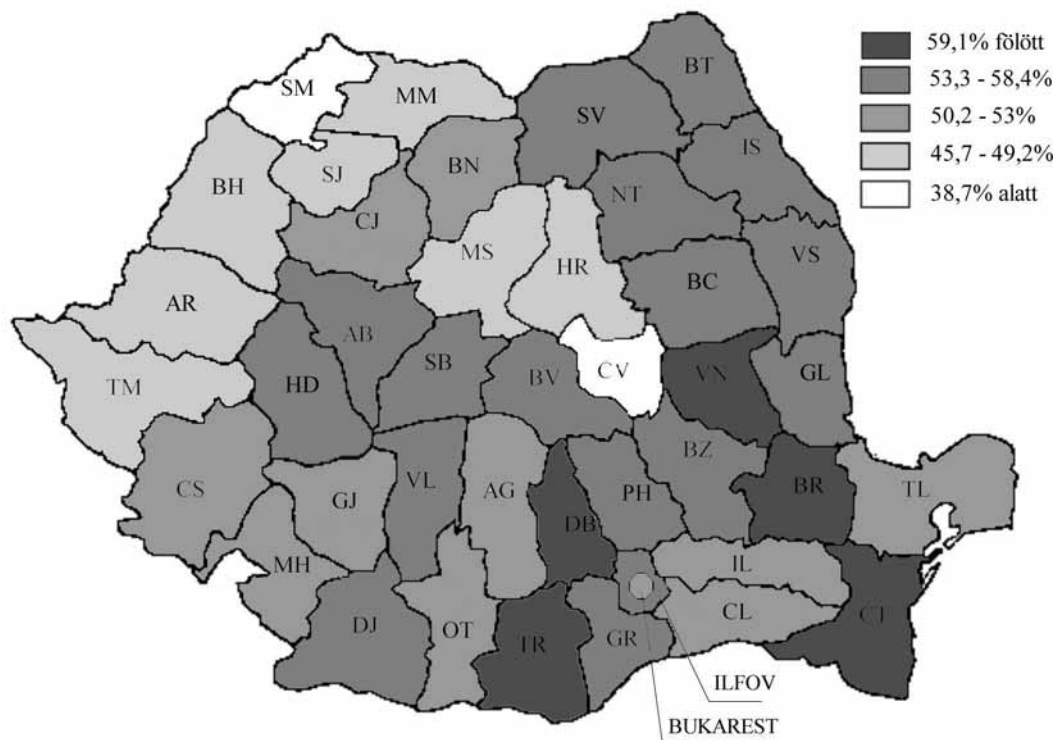 59,1% fölött
53,3 - 58,4%
50,2 - 53%
45,7 - 49,2%
38,7% alatt
SM
MM
BT
SV
IS
SJ
BN
BH
NT
CJ
MS
HR
VS
BC
AR
AB
SB
BV
CV
VN
GL
TM
HD
BZ
CS
GJ
VL
AG
PH
BR
TL
DB
MH
IL
CL
CT
DJ
OT
TR
GR
ILFOV
BUKAREST